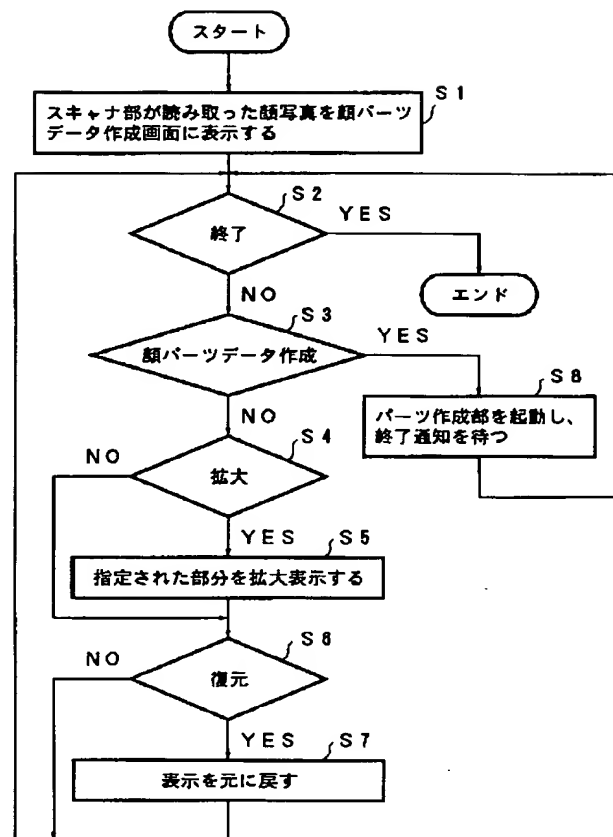 スタート
S1
スキャナ部が読み取った顔写真を顔パーツ
データ作成画面に表示する
S2
終了
YES
エンド
NO
S3
顔パーツデータ作成
YES
S8
パーツ作成部を起動し、
終了通知を待つ
NO
S4
NO
拡大
YES
S5
指定された部分を拡大表示する
S6
NO
復元
YES
S7
表示を元に戻す